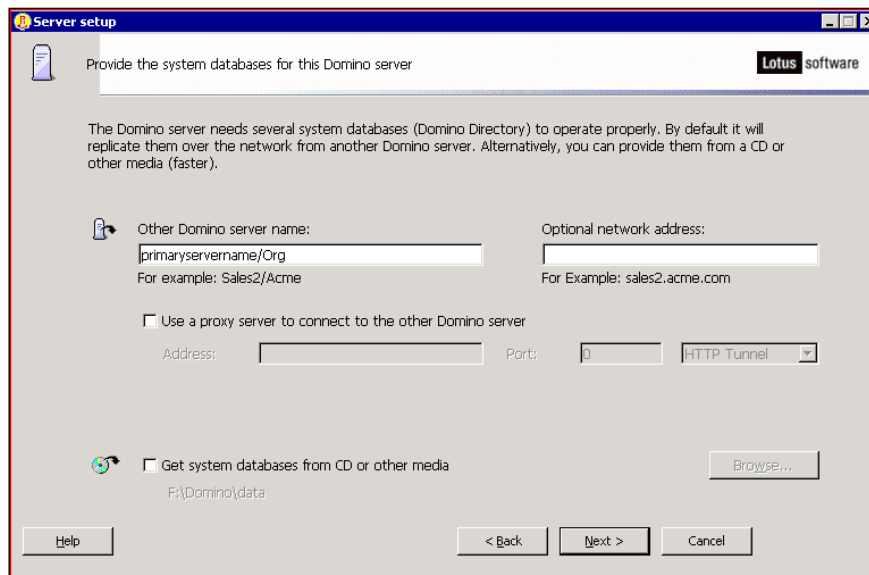 Server setup
Provide the system databases for this Domino server
Lotus software
The Domino server needs several system databases (Domino Directory) to operate properly. By default it will
replicate them over the network from another Domino server. Alternatively, you can provide them from a CD or
other media (faster).
Other Domino server name: Optional network address:
primaryservername/Org
For example: Sales2/Acme For Example: sales2.acme.com
Use a proxy server to connect to the other Domino server
Address: Port: 0 HTTP Tunnel
Get system databases from CD or other media Browse...
F:\Domino\data
Help < Back Next > Cancel